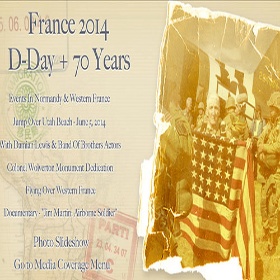 France 2014
D-Day + 70 Years
Events In Normandy & Western France
Jump Over Utah Beach - June 5, 2014
With Damian Lewis & Band Of Brothers Actors
Colonel Wolverton Monument Dedication
Flying Over Western France
Documentary - "Jim Martin: Airborne Soldier"
Photo Slideshow
Go to Media Coverage Menu
PARTI